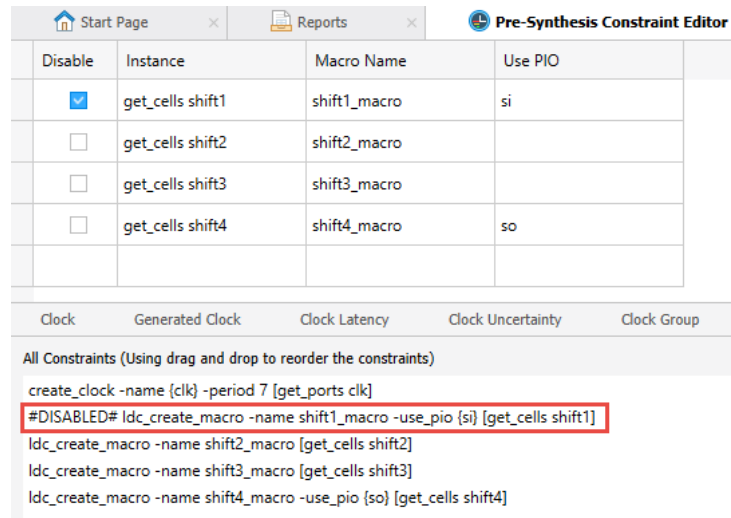 Start Page × Reports × Pre-Synthesis Constraint Editor
Disable Instance Macro Name Use PIO
get_cells shift1 shift1_macro si
get_cells shift2 shift2_macro
get_cells shift3 shift3_macro
get_cells shift4 shift4_macro so
Clock Generated Clock Clock Latency Clock Uncertainty Clock Group
All Constraints (Using drag and drop to reorder the constraints)
create_clock -name {clk} -period 7 [get_ports clk]
#DISABLED# ldc_create_macro -name shift1_macro -use_pio {si} [get_cells shift1]
ldc_create_macro -name shift2_macro [get_cells shift2]
ldc_create_macro -name shift3_macro [get_cells shift3]
ldc_create_macro -name shift4_macro -use_pio {so} [get_cells shift4]